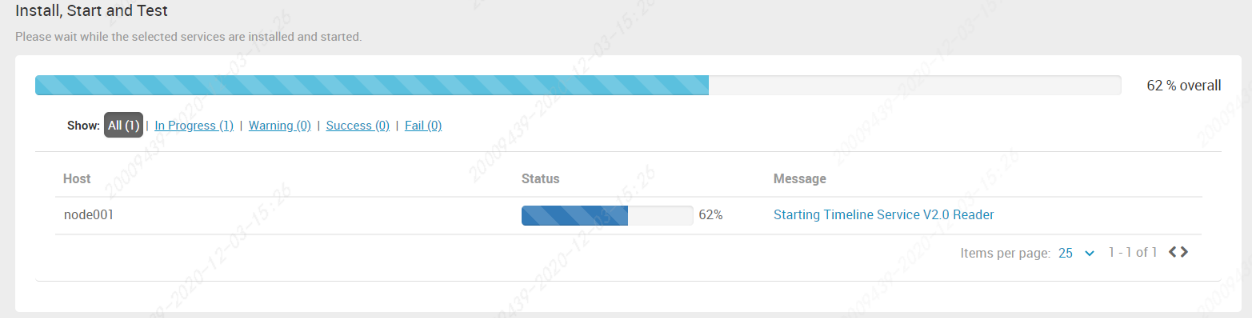 Install, Start and Test
Please wait while the selected services are installed and started.
62 % overall
Show: All (1) | In Progress (1) | Warning (0) | Success (0) | Fail (0)
Host Status Message
node001 62% Starting Timeline Service V2.0 Reader
Items per page: 25 1 - 1 of 1
20009439-2020-12-03-15:26